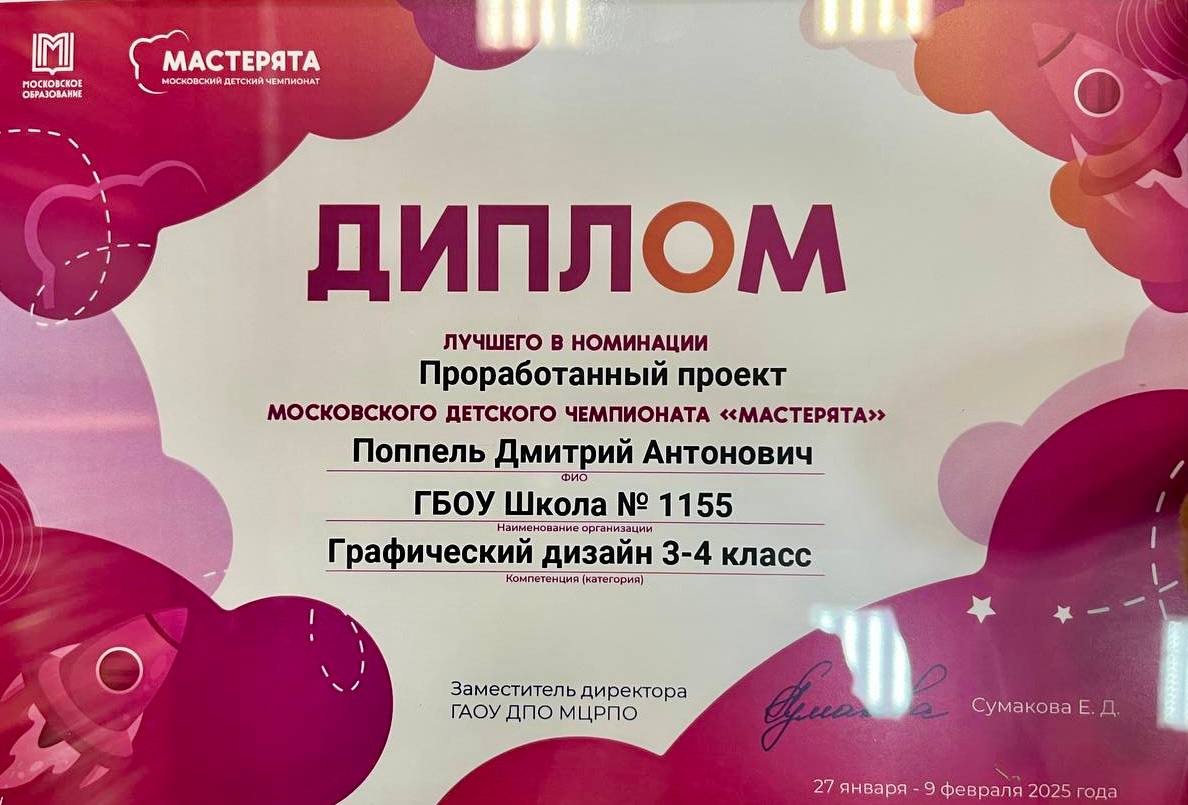 МОСКОВСКОЕ
ОБРАЗОВАНИЕ
МАСТЕРЯТА
МОСКОВСКИЙ ДЕТСКИЙ ЧЕМПИОНАТ
ДИПЛОМ
ЛУЧШЕГО В НОМИНАЦИИ
Проработанный проект
МОСКОВСКОГО ДЕТСКОГО ЧЕМПИОНАТА «МАСТЕРЯТА»
Поппель Дмитрий Антонович
ФИО
ГБОУ Школа № 1155
Наименование организации
Графический дизайн 3-4 класс
Компетенция (категория)
Заместитель директора
ГАОУ ДПО МЦРПО
Сумакова Е. Д.
27 января - 9 февраля 2025 года